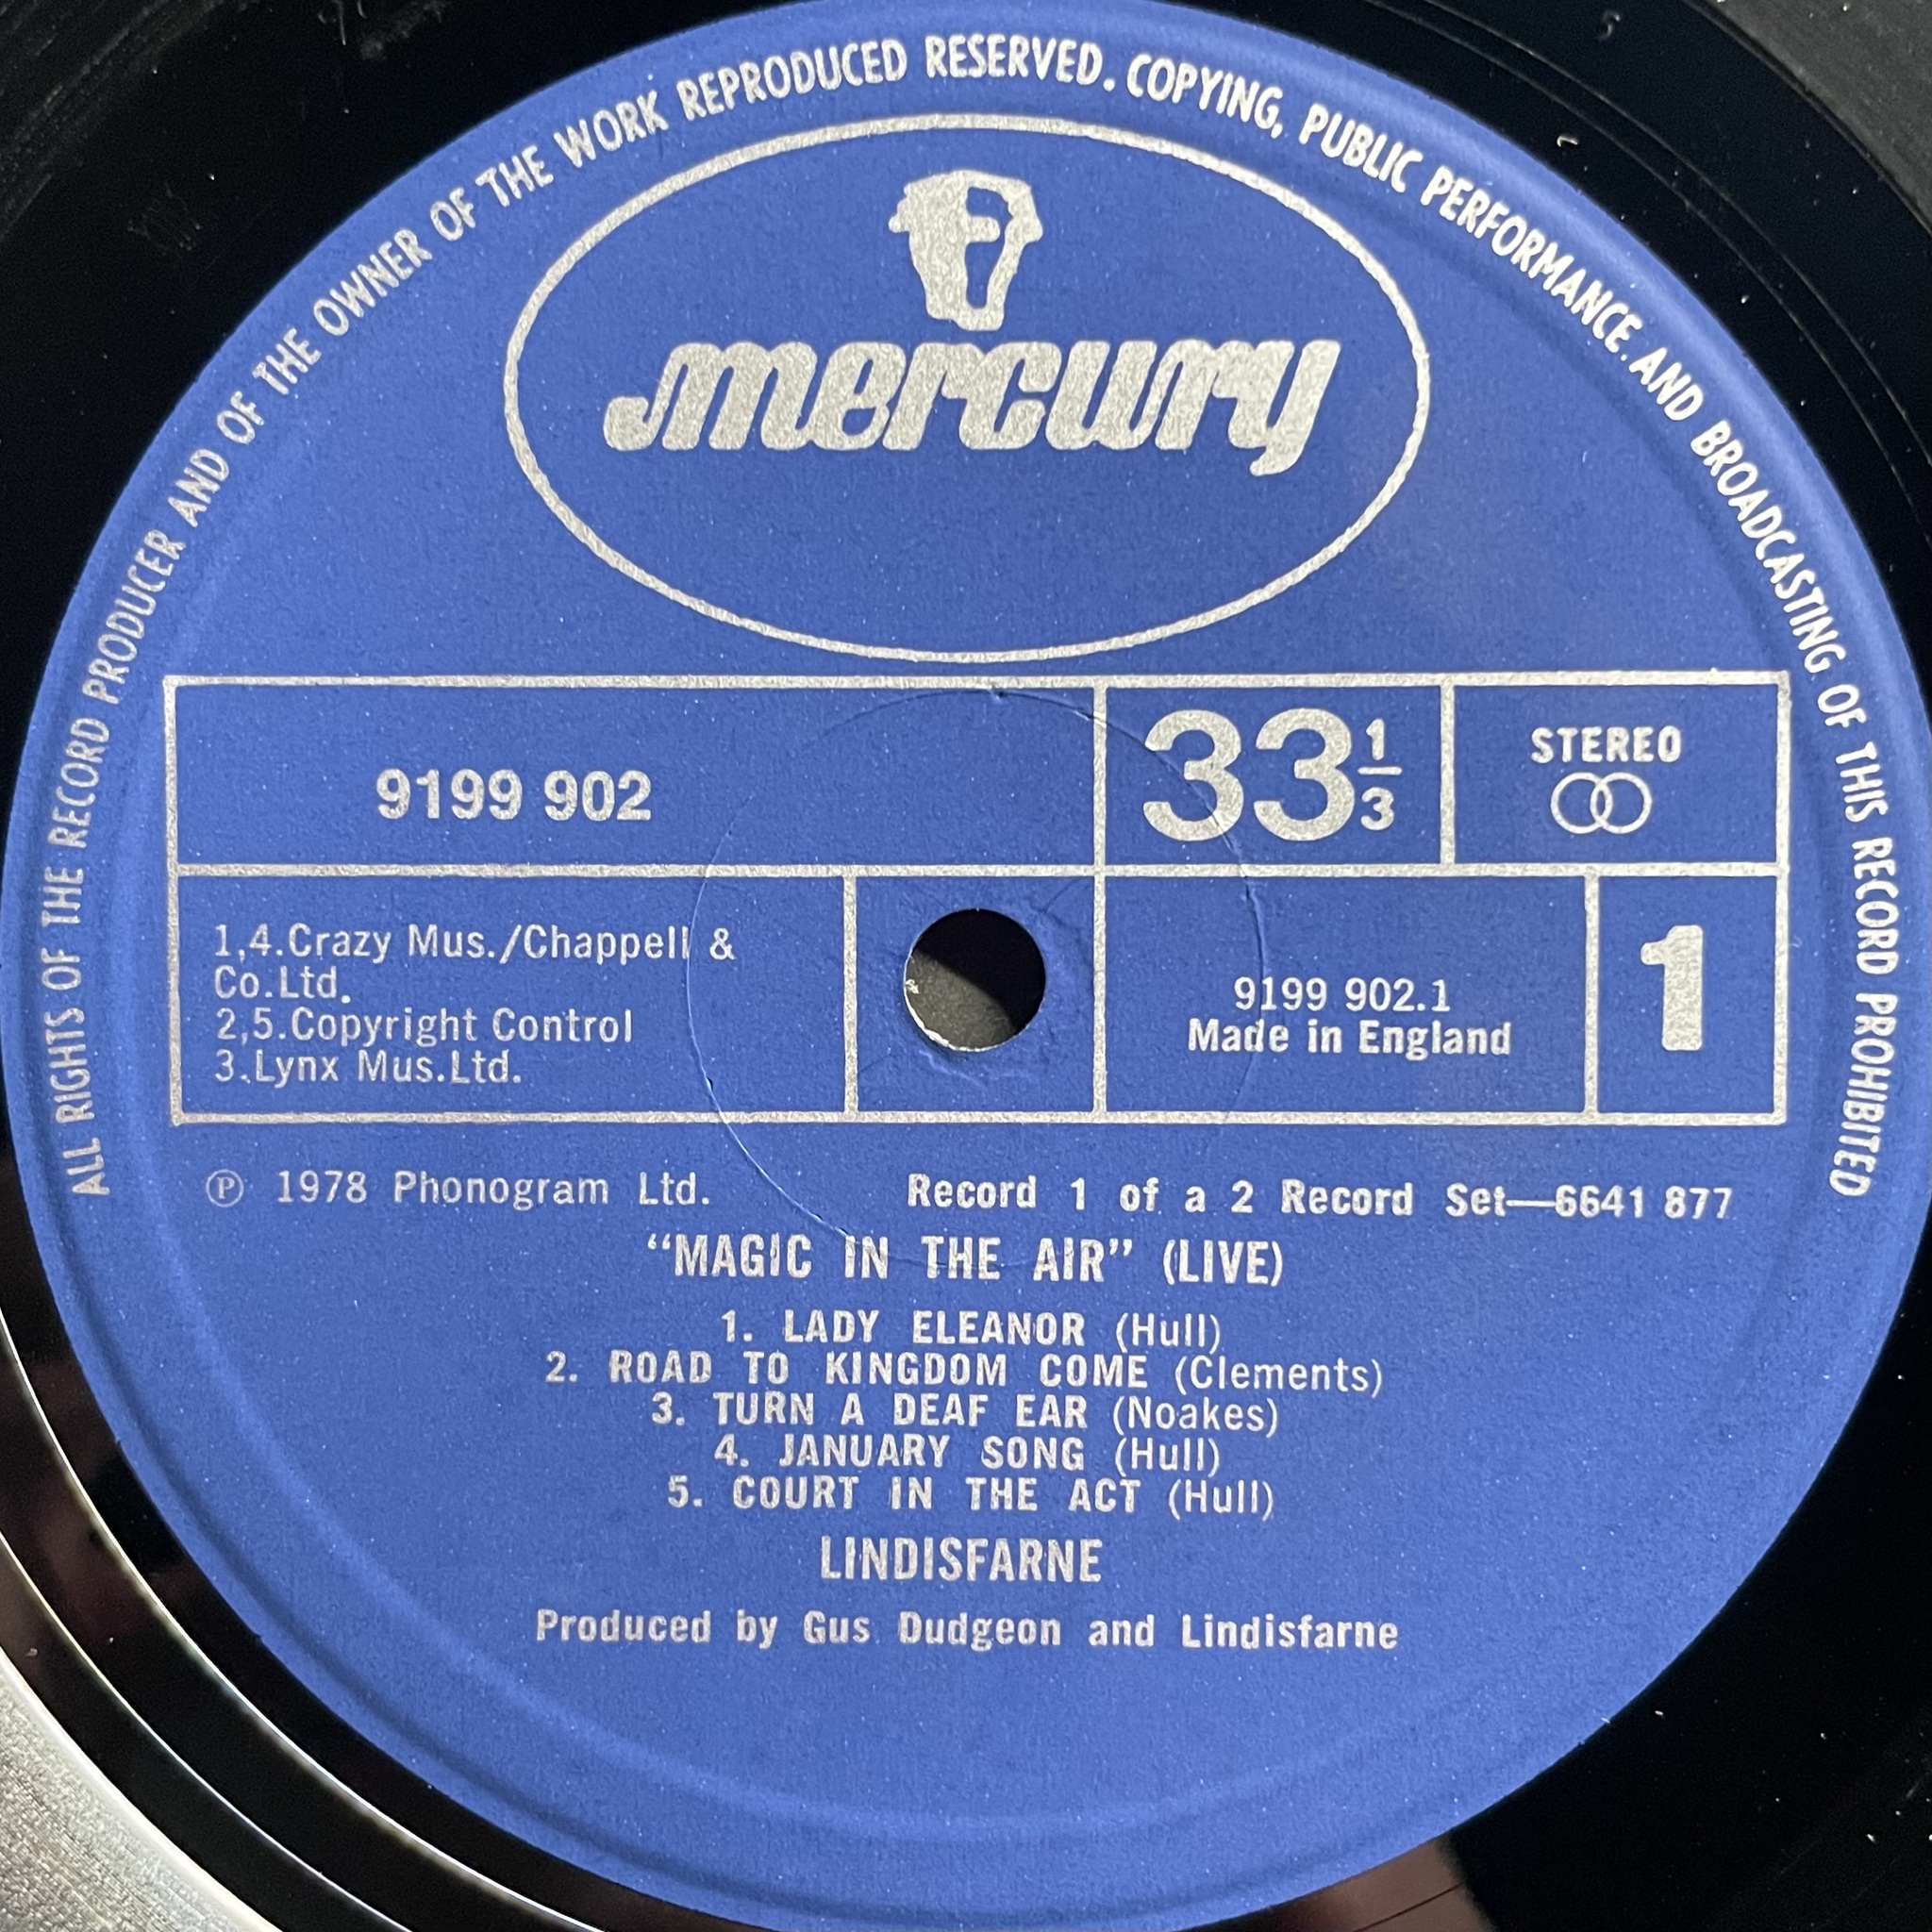 ALL RIGHTS OF THE RECORD PRODUCER AND OF THE OWNER OF THE WORK REPRODUCED RESERVED. COPYING, PUBLIC PERFORMANCE AND BROADCASTING OF THIS RECORD PROHIBITED
mercury
9199 902
33 1/3
STEREO
1,4.Crazy Mus./Chappell &
Co.Ltd.
2,5.Copyright Control
3.Lynx Mus.Ltd.
9199 902.1
Made in England
1
℗ 1978 Phonogram Ltd.
Record 1 of a 2 Record Set—6641 877
“MAGIC IN THE AIR” (LIVE)
1. LADY ELEANOR (Hull)
2. ROAD TO KINGDOM COME (Clements)
3. TURN A DEAF EAR (Noakes)
4. JANUARY SONG (Hull)
5. COURT IN THE ACT (Hull)
LINDISFARNE
Produced by Gus Dudgeon and Lindisfarne